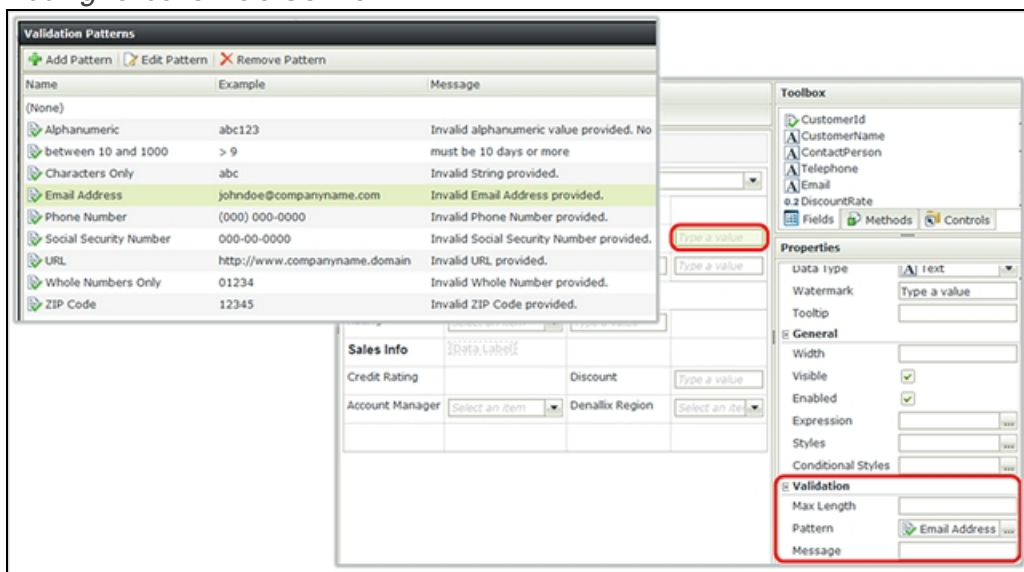 Validation Patterns
Add Pattern Edit Pattern Remove Pattern
Name Example Message
(None)
Alphanumeric abc123 Invalid alphanumeric value provided. No
between 10 and 1000 > 9 must be 10 days or more
Characters Only abc Invalid String provided.
Email Address johndoe@companyname.com Invalid Email Address provided.
Phone Number (000) 000-0000 Invalid Phone Number provided.
Social Security Number 000-00-0000 Invalid Social Security Number provided.
URL http://www.companyname.domain Invalid URL provided.
Whole Numbers Only 01234 Invalid Whole Number provided.
ZIP Code 12345 Invalid ZIP Code provided.
Type a value
Type a value
Sales Info [Data Label]
Credit Rating Discount Type a value
Account Manager Select an item Denallix Region Select an ite
Toolbox
CustomerId
CustomerName
ContactPerson
Telephone
Email
0.2 DiscountRate
Fields Methods Controls
Properties
Data Type Text
Watermark Type a value
Tooltip
General
Width
Visible
Enabled
Expression ...
Styles ...
Conditional Styles ...
Validation
Max Length
Pattern Email Address ...
Message